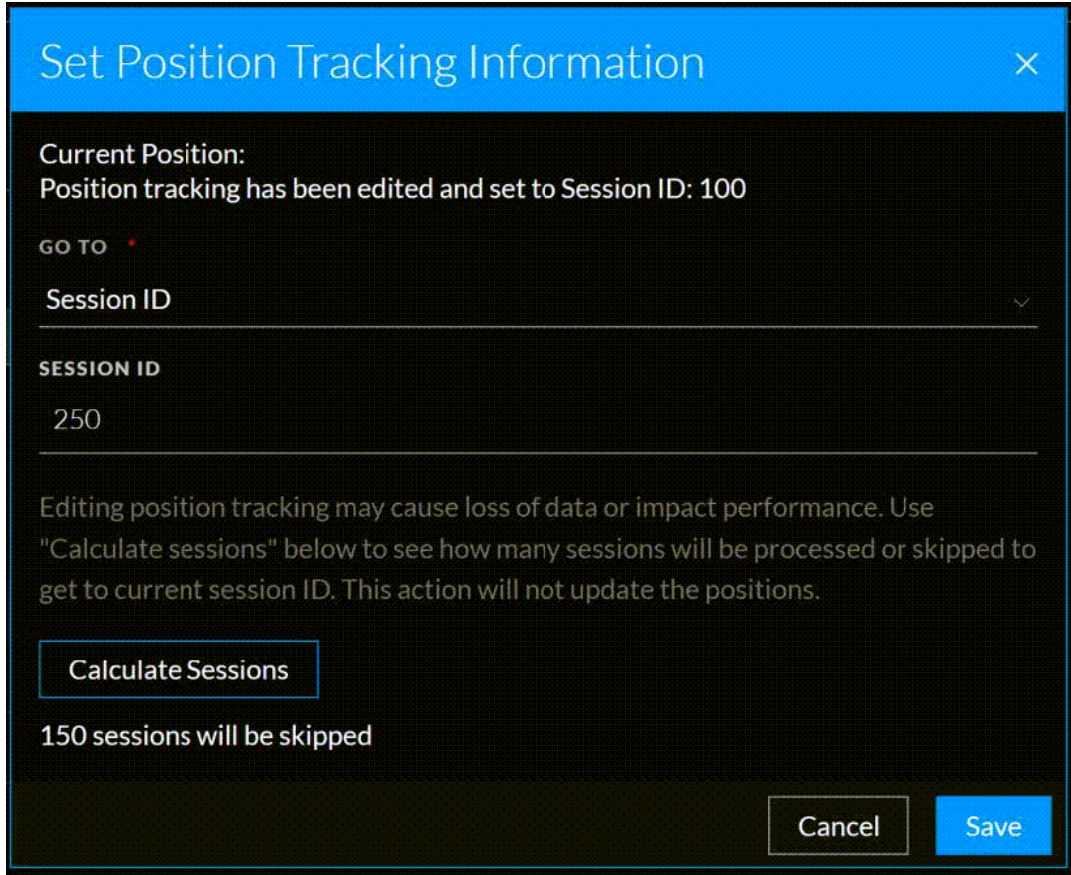 Set Position Tracking Information
Current Position:
Position tracking has been edited and set to Session ID: 100
GO TO *
Session ID
SESSION ID
250
Editing position tracking may cause loss of data or impact performance. Use
"Calculate sessions" below to see how many sessions will be processed or skipped to
get to current session ID. This action will not update the positions.
Calculate Sessions
150 sessions will be skipped
Cancel Save